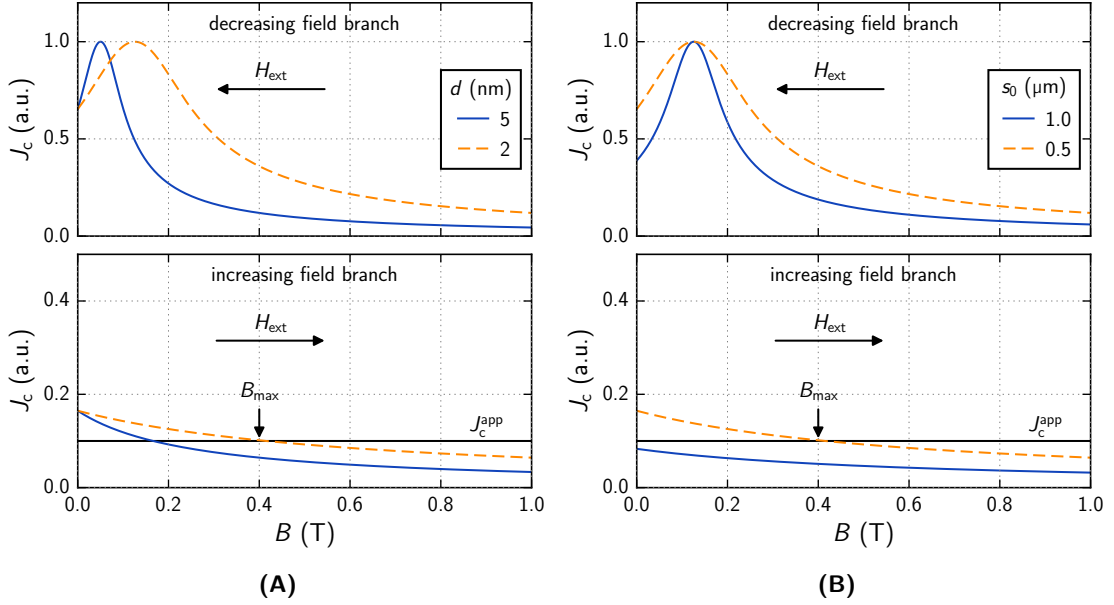 decreasing field branch
H_ext
d (nm)
5
2
J_c (a.u.)
1.0
0.5
0.0
increasing field branch
H_ext
B_max
J_c^app
J_c (a.u.)
0.4
0.2
0.0
0.0 0.2 0.4 0.6 0.8 1.0
B (T)
(A)
decreasing field branch
H_ext
s_0 (µm)
1.0
0.5
J_c (a.u.)
1.0
0.5
0.0
increasing field branch
H_ext
B_max
J_c^app
J_c (a.u.)
0.4
0.2
0.0
0.0 0.2 0.4 0.6 0.8 1.0
B (T)
(B)